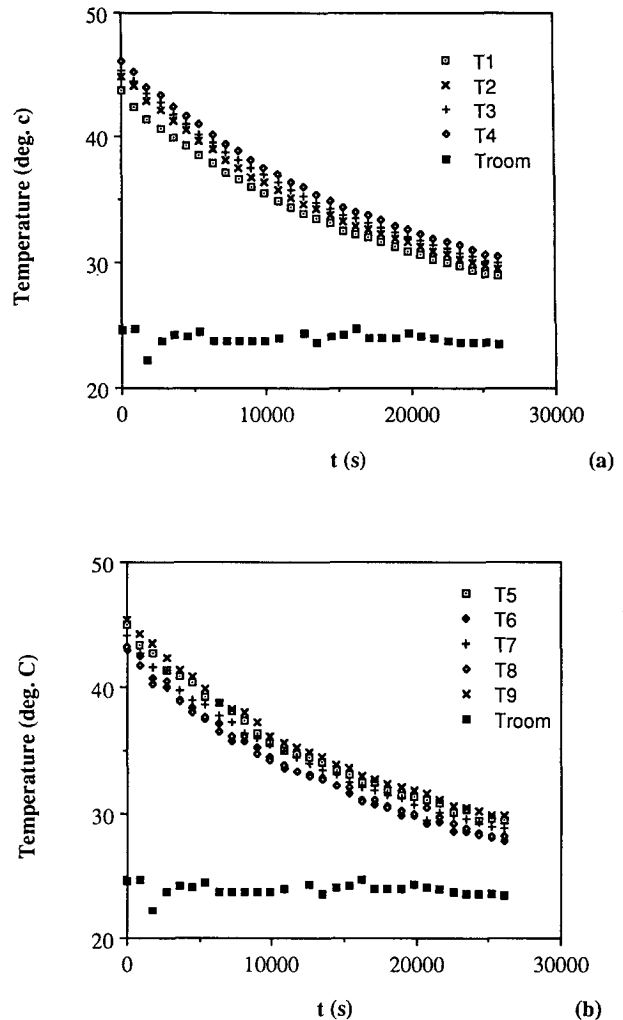 50
40
30
20
Temperature (deg. c)
T1
T2
T3
T4
Troom
0
10000
20000
30000
t (s)
(a)
50
40
30
20
Temperature (deg. C)
T5
T6
T7
T8
T9
Troom
0
10000
20000
30000
t (s)
(b)